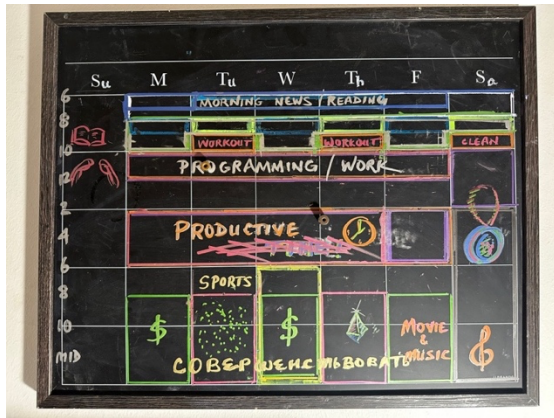 Su M Tu W Th F Sa
6
MORNING NEWS / READING
8
WORKOUT WORKOUT CLEAN
10
PROGRAMMING / WORK
12
2
PRODUCTIVE
4
6
SPORTS
8
$ $
10
MOVIE
&
MUSIC
MID